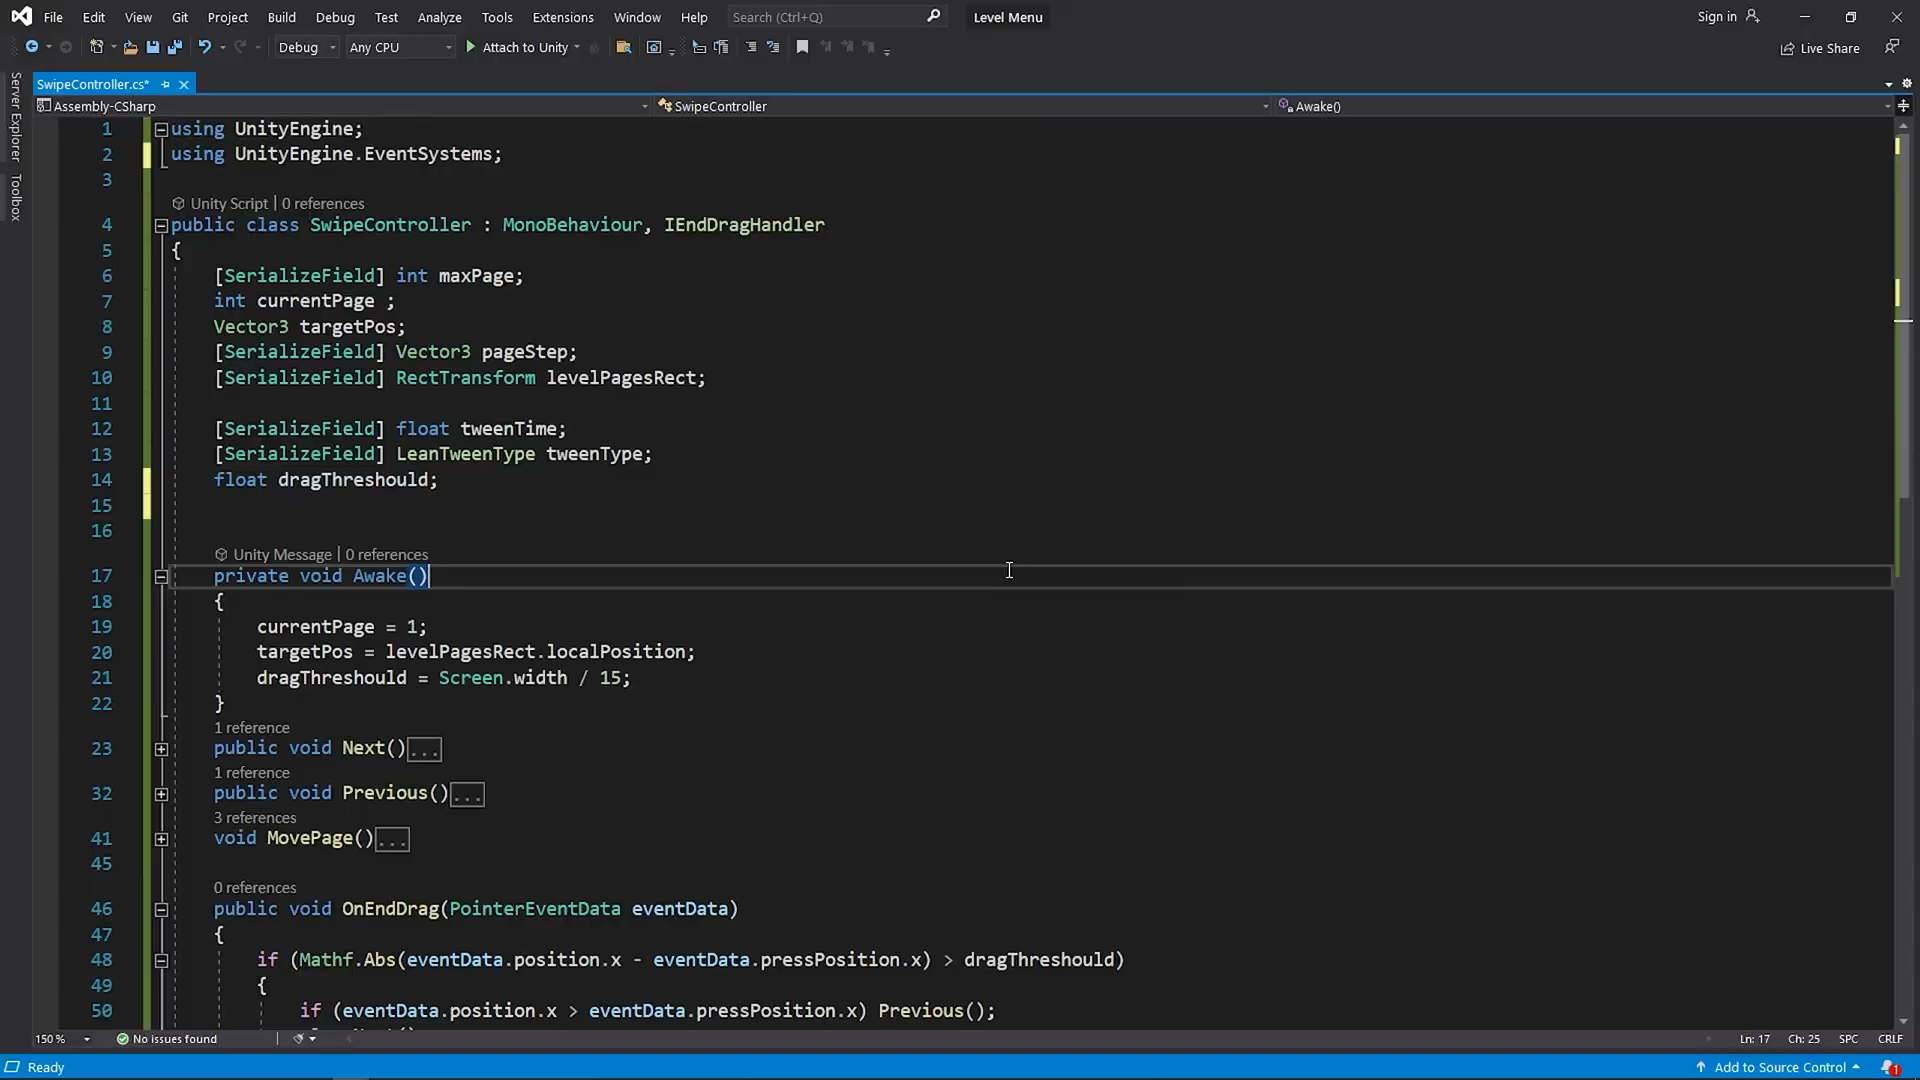 File Edit View Git Project Build Debug Test Analyze Tools Extensions Window Help Search (Ctrl+Q) Level Menu Sign in
Debug Any CPU Attach to Unity Live Share
Server Explorer
Toolbox
SwipeController.cs*
Assembly-CSharp SwipeController Awake()
1 using UnityEngine;
2 using UnityEngine.EventSystems;
3
Unity Script | 0 references
4 public class SwipeController : MonoBehaviour, IEndDragHandler
5 {
6 [SerializeField] int maxPage;
7 int currentPage ;
8 Vector3 targetPos;
9 [SerializeField] Vector3 pageStep;
10 [SerializeField] RectTransform levelPagesRect;
11
12 [SerializeField] float tweenTime;
13 [SerializeField] LeanTweenType tweenType;
14 float dragThreshould;
15
16
Unity Message | 0 references
17 private void Awake()
18 {
19 currentPage = 1;
20 targetPos = levelPagesRect.localPosition;
21 dragThreshould = Screen.width / 15;
22 }
1 reference
23 public void Next()...
1 reference
32 public void Previous()...
3 references
41 void MovePage()...
45
0 references
46 public void OnEndDrag(PointerEventData eventData)
47 {
48 if (Mathf.Abs(eventData.position.x - eventData.pressPosition.x) > dragThreshould)
49 {
50 if (eventData.position.x > eventData.pressPosition.x) Previous();
150 % No issues found Ln: 17 Ch: 25 SPC CRLF
Ready Add to Source Control 1